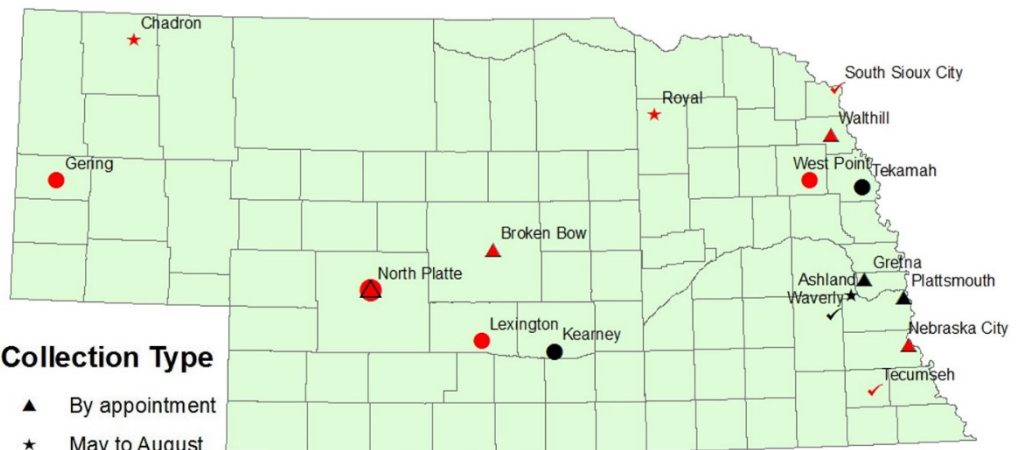 Chadron
South Sioux City
Royal
Walthill
Gering
West Point
Tekamah
Broken Bow
North Platte
Gretna
Ashland
Plattsmouth
Waverly
Lexington
Kearney
Nebraska City
Collection Type
Tecumseh
By appointment
May to August